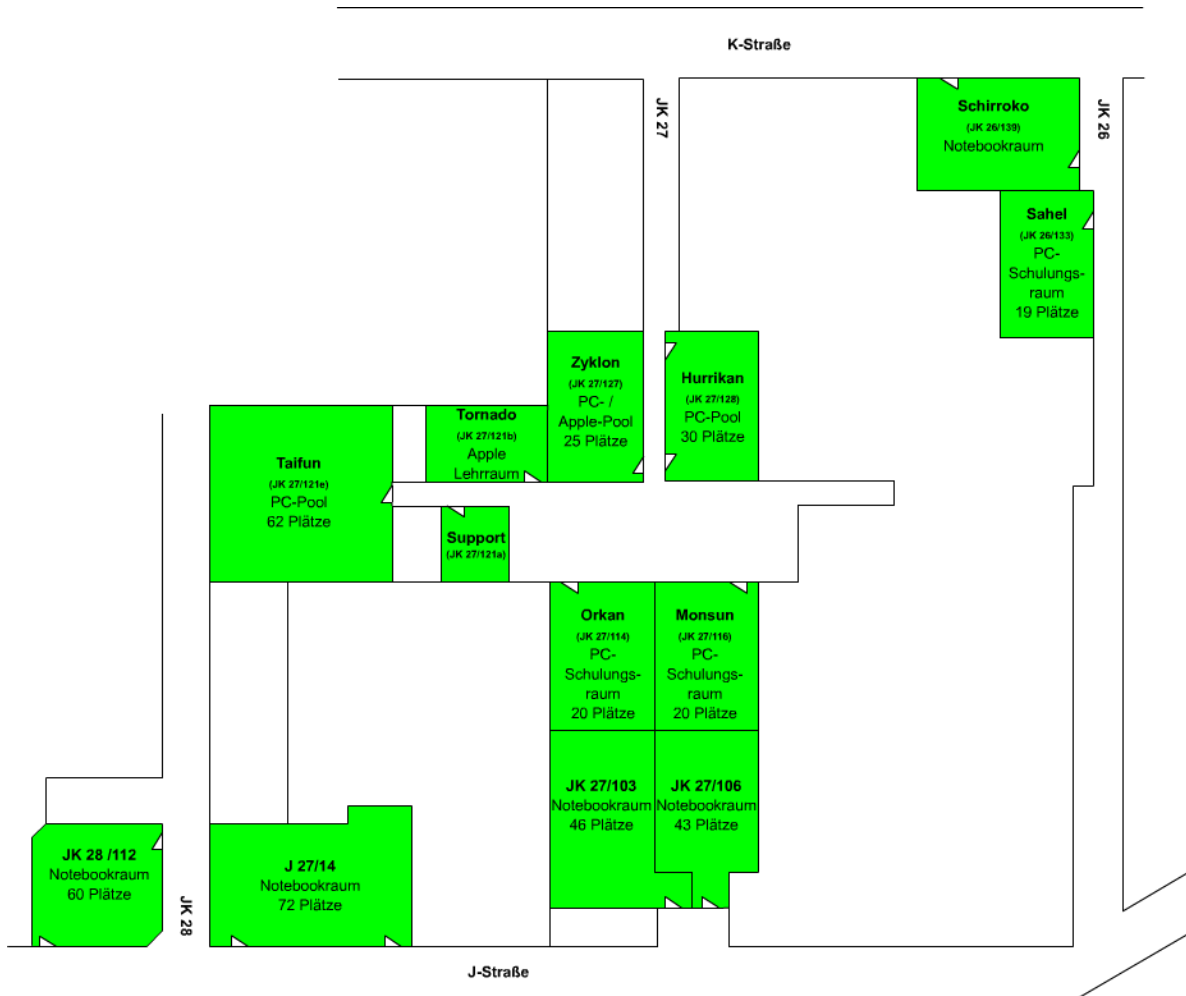 K-Straße
JK 27
JK 26
Schirroko
(JK 26/139)
Notebookraum
Sahel
(JK 26/133)
PC-
Schulungs-
raum
19 Plätze
Zyklon
(JK 27/127)
PC- /
Apple-Pool
25 Plätze
Hurrikan
(JK 27/128)
PC-Pool
30 Plätze
Tornado
(JK 27/121b)
Apple
Lehrraum
Taifun
(JK 27/121e)
PC-Pool
62 Plätze
Support
(JK 27/121a)
Orkan
(JK 27/114)
PC-
Schulungs-
raum
20 Plätze
Monsun
(JK 27/116)
PC-
Schulungs-
raum
20 Plätze
JK 27/103
Notebookraum
46 Plätze
JK 27/106
Notebookraum
43 Plätze
JK 28 /112
Notebookraum
60 Plätze
JK 28
J 27/14
Notebookraum
72 Plätze
J-Straße